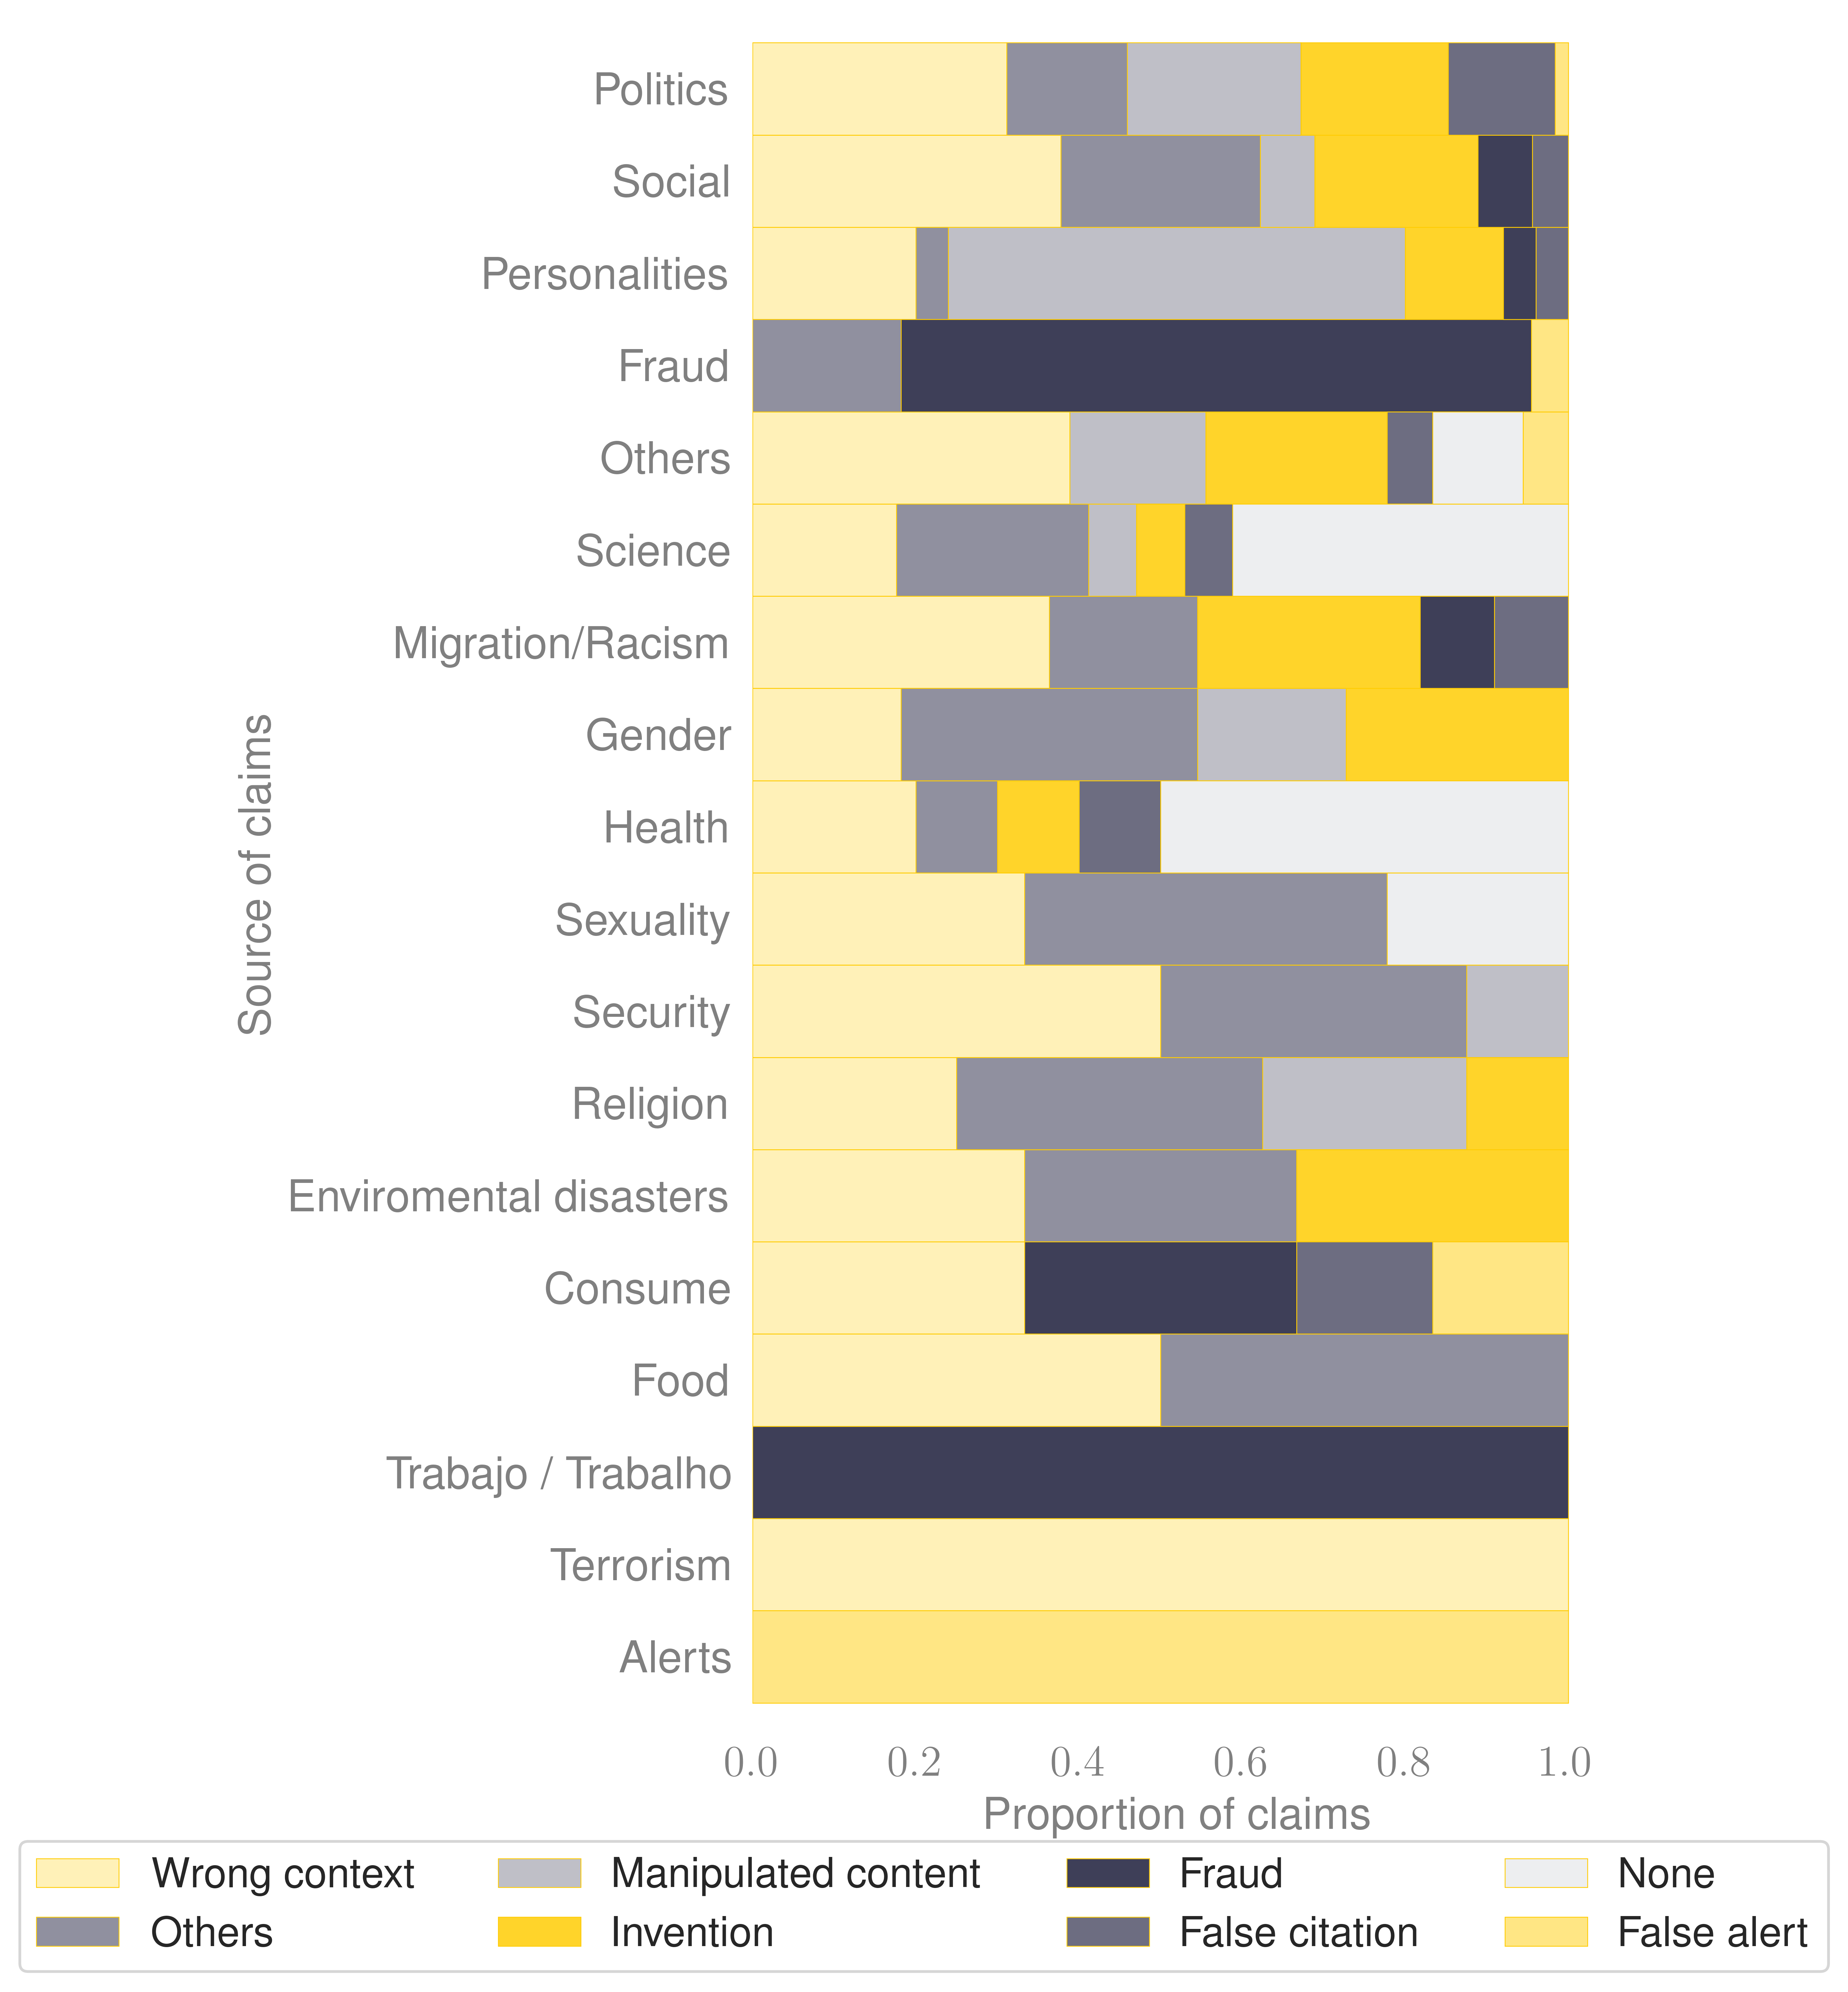 Politics
Social
Personalities
Fraud
Others
Science
Migration/Racism
Gender
Health
Sexuality
Security
Religion
Enviromental disasters
Consume
Food
Trabajo / Trabalho
Terrorism
Alerts
Source of claims
0.0 0.2 0.4 0.6 0.8 1.0
Proportion of claims
Wrong context Manipulated content Fraud None
Others Invention False citation False alert